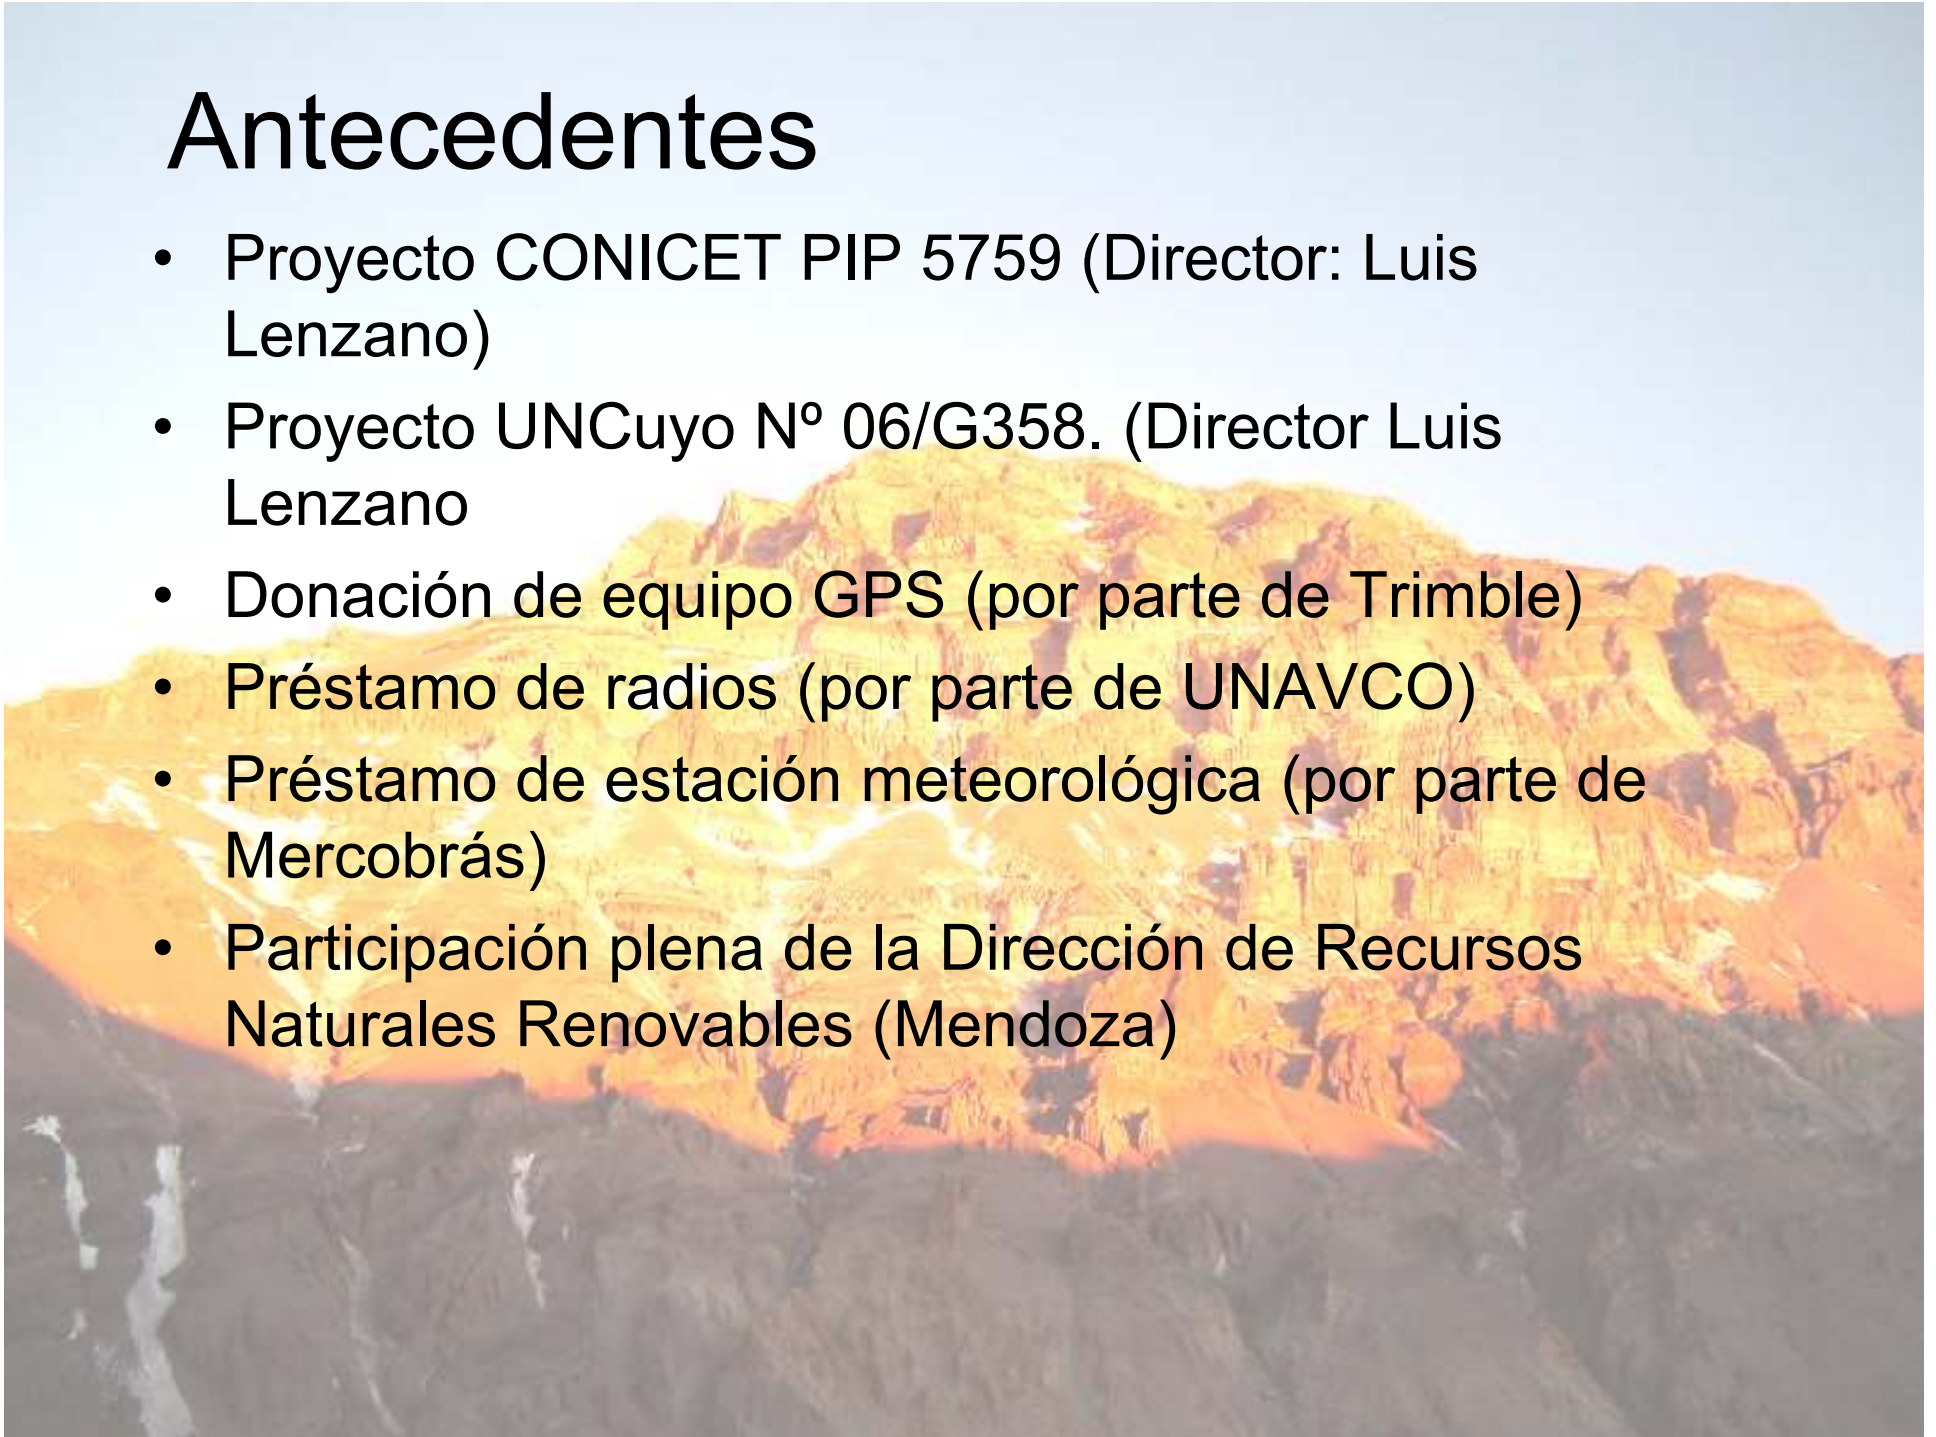 Antecedentes
• Proyecto CONICET PIP 5759 (Director: Luis
Lenzano)
• Proyecto UNCuyo Nº 06/G358. (Director Luis
Lenzano
• Donación de equipo GPS (por parte de Trimble)
• Préstamo de radios (por parte de UNAVCO)
• Préstamo de estación meteorológica (por parte de
Mercobrás)
• Participación plena de la Dirección de Recursos
Naturales Renovables (Mendoza)